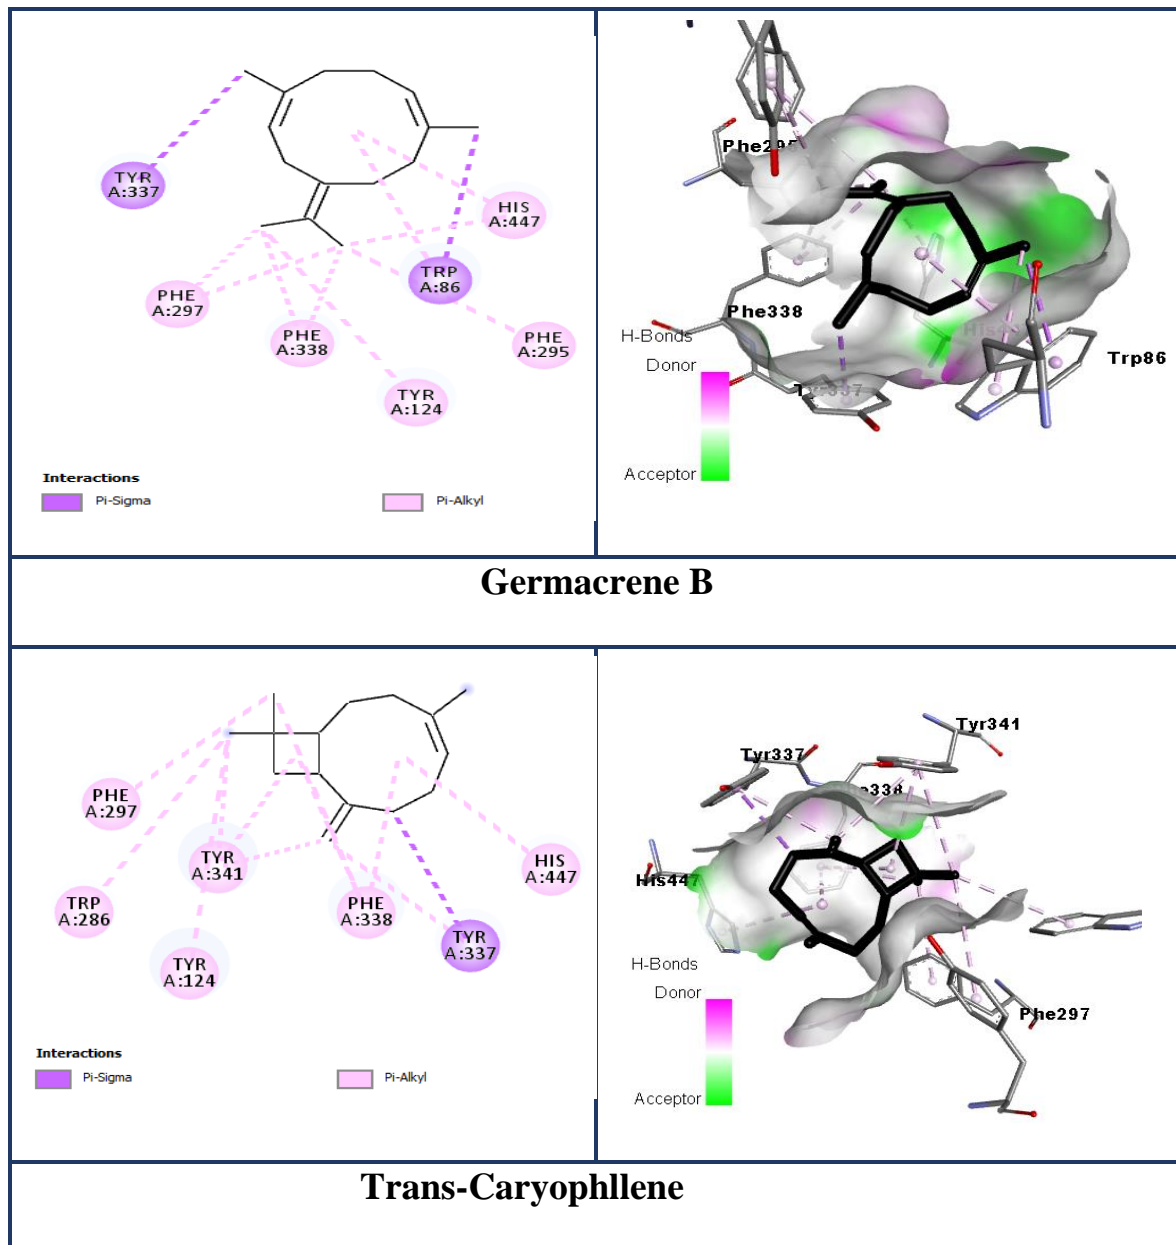 TYR
A:337
HIS
A:447
TRP
A:86
PHE
A:297
PHE
A:338
PHE
A:295
TYR
A:124
Interactions
Pi-Sigma
Pi-Alkyl
Phe295
Phe338
H-Bonds
Donor
Trp86
Tyr337
Acceptor
Germacrene B
PHE
A:297
TYR
A:341
HIS
A:447
TRP
A:286
PHE
A:338
TYR
A:337
TYR
A:124
Interactions
Pi-Sigma
Pi-Alkyl
Tyr341
Tyr337
His447
H-Bonds
Donor
Phe297
Acceptor
Trans-Caryophllene